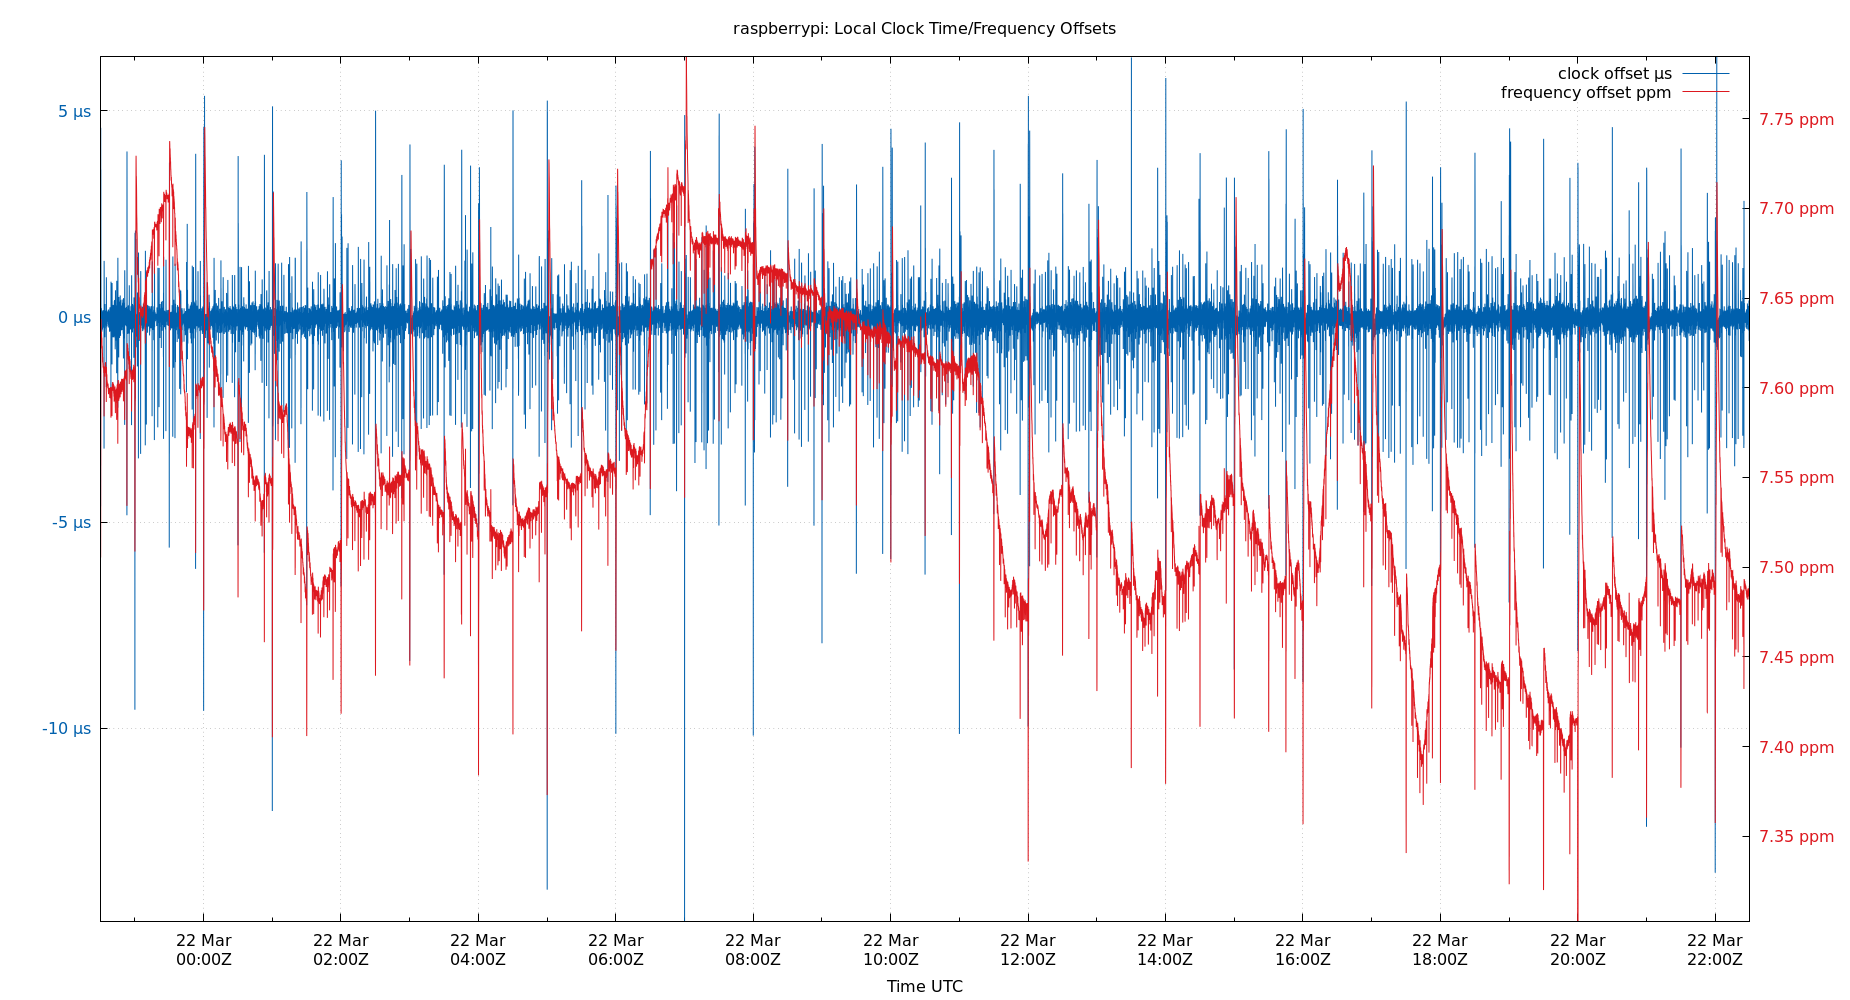 raspberrypi: Local Clock Time/Frequency Offsets
clock offset µs
frequency offset ppm
5 µs
0 µs
-5 µs
-10 µs
7.75 ppm
7.70 ppm
7.65 ppm
7.60 ppm
7.55 ppm
7.50 ppm
7.45 ppm
7.40 ppm
7.35 ppm
22 Mar 22 Mar 22 Mar 22 Mar 22 Mar 22 Mar 22 Mar 22 Mar 22 Mar 22 Mar 22 Mar 22 Mar
00:00Z 02:00Z 04:00Z 06:00Z 08:00Z 10:00Z 12:00Z 14:00Z 16:00Z 18:00Z 20:00Z 22:00Z
Time UTC